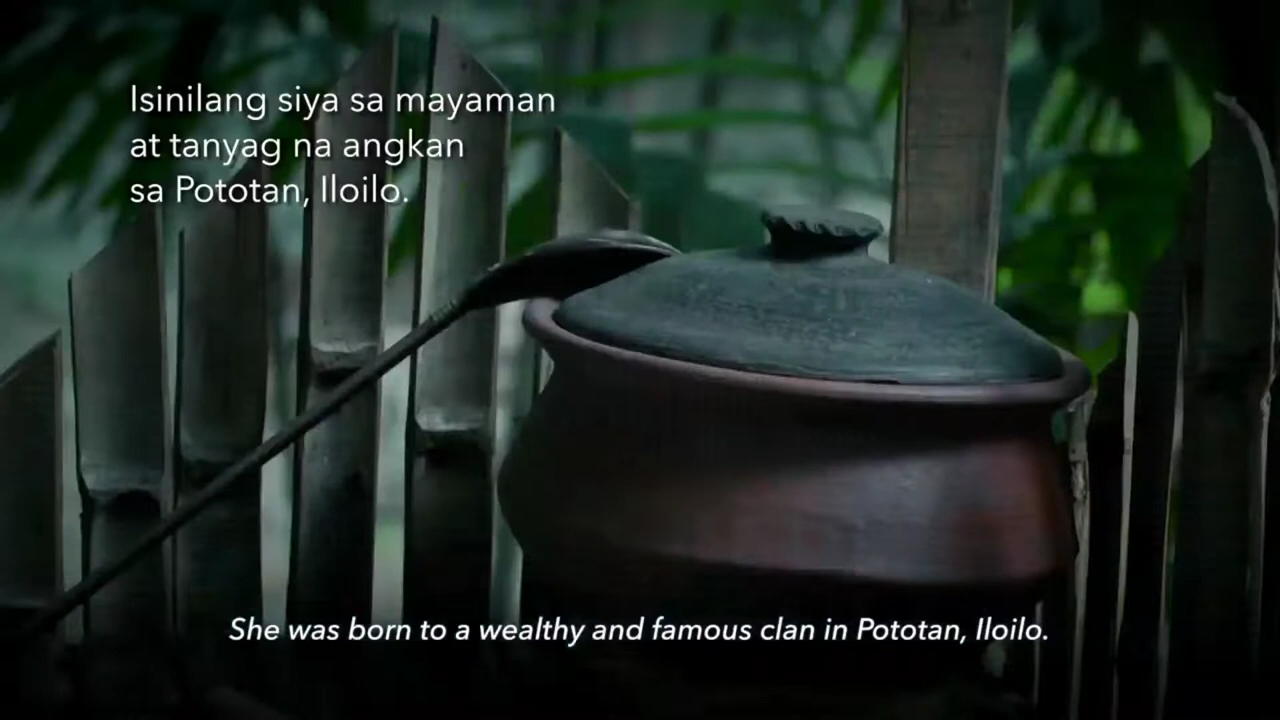 Isinilang siya sa mayaman
at tanyag na angkan
sa Pototan, Iloilo.
She was born to a wealthy and famous clan in Pototan, Iloilo.